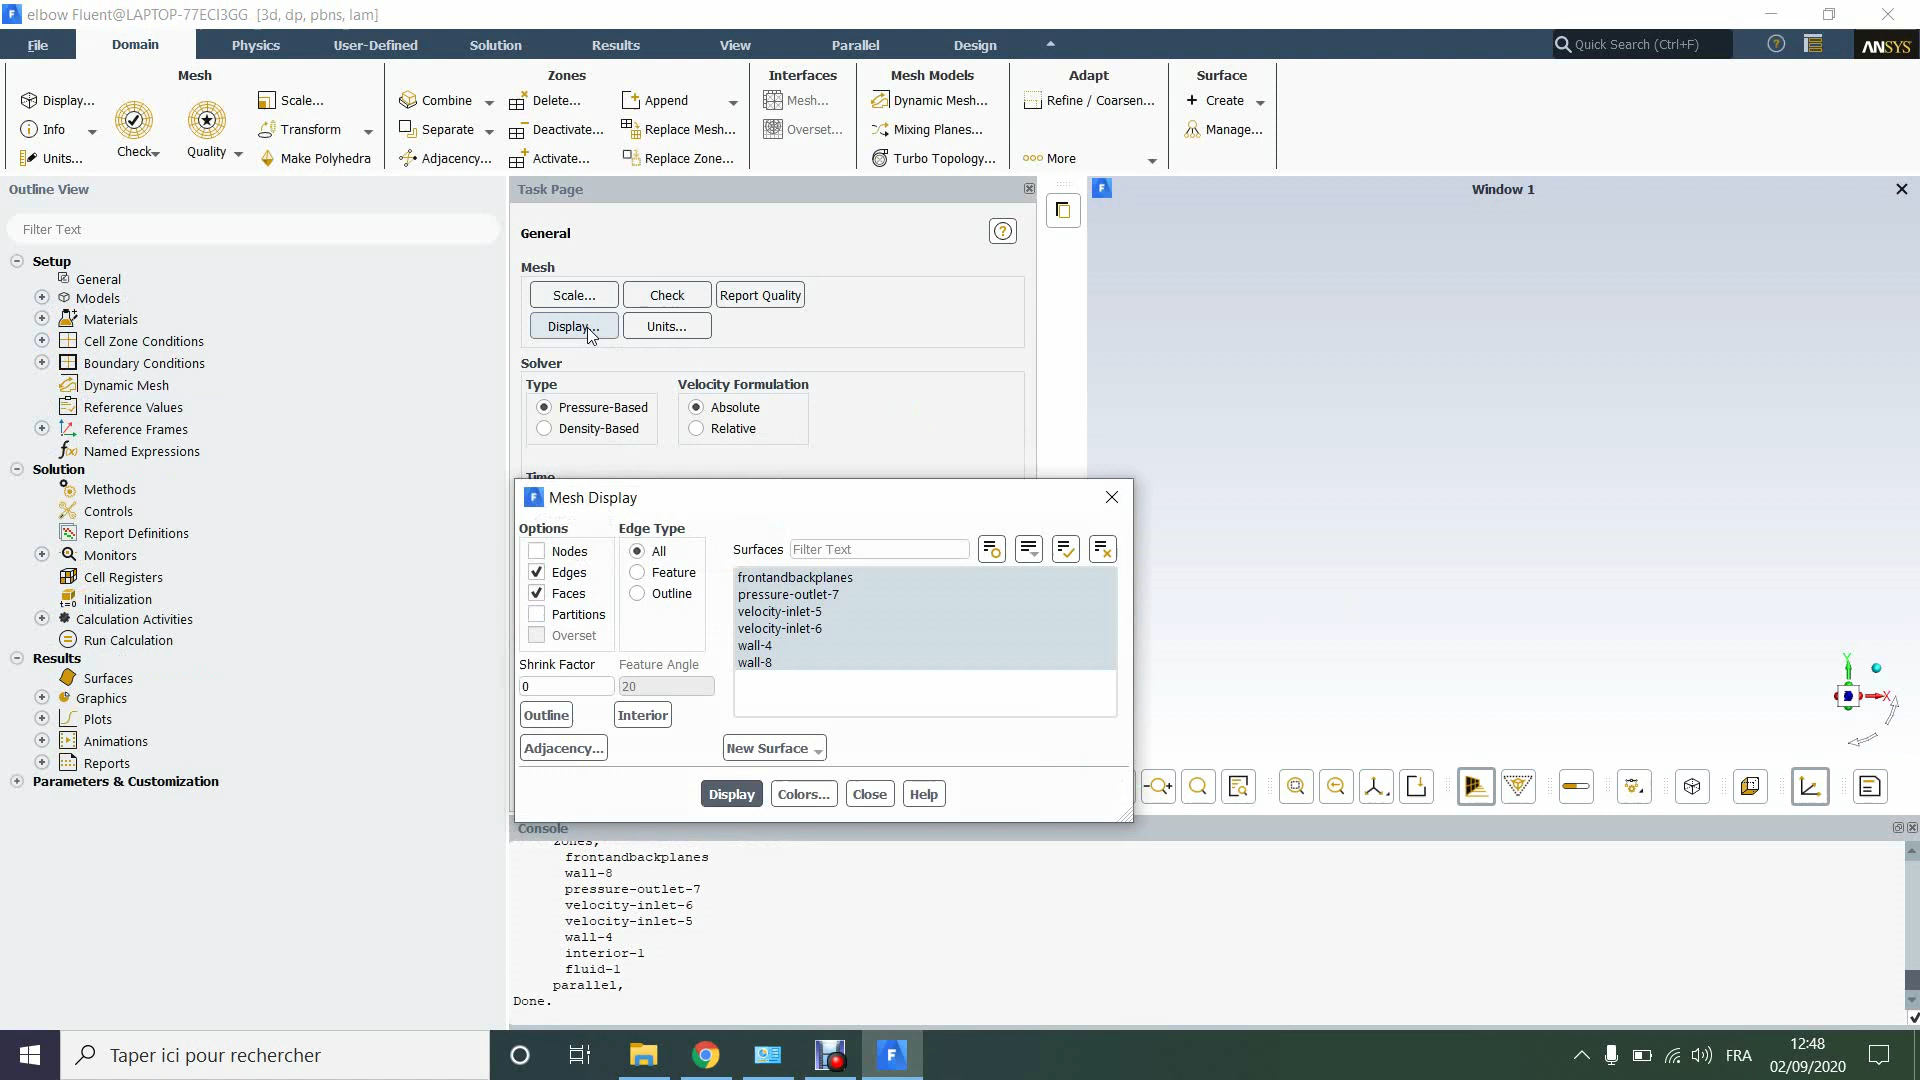 elbow Fluent@LAPTOP-77ECI3GG [3d, dp, pbns, lam]
File
Domain
Physics
User-Defined
Solution
Results
View
Parallel
Design
Quick Search (Ctrl+F)
ANSYS
Mesh
Display...
Info
Units...
Check
Quality
Scale...
Transform
Make Polyhedra
Zones
Combine
Separate
Adjacency...
Delete...
Deactivate...
Activate...
Append
Replace Mesh...
Replace Zone...
Interfaces
Mesh...
Overset...
Mesh Models
Dynamic Mesh...
Mixing Planes...
Turbo Topology...
Adapt
Refine / Coarsen...
More
Surface
Create
Manage...
Outline View
Filter Text
Setup
General
Models
Materials
Cell Zone Conditions
Boundary Conditions
Dynamic Mesh
Reference Values
Reference Frames
Named Expressions
Solution
Methods
Controls
Report Definitions
Monitors
Cell Registers
Initialization
Calculation Activities
Run Calculation
Results
Surfaces
Graphics
Plots
Animations
Reports
Parameters & Customization
Task Page
General
Mesh
Scale...
Check
Report Quality
Display...
Units...
Solver
Type
Velocity Formulation
Pressure-Based
Absolute
Density-Based
Relative
Time
Window 1
Y
X
Mesh Display
Options
Edge Type
Nodes
All
Edges
Feature
Faces
Outline
Partitions
Overset
Shrink Factor
Feature Angle
0
20
Outline
Interior
Adjacency...
Surfaces
Filter Text
frontandbackplanes
pressure-outlet-7
velocity-inlet-5
velocity-inlet-6
wall-4
wall-8
New Surface
Display
Colors...
Close
Help
Console
zones,
frontandbackplanes
wall-8
pressure-outlet-7
velocity-inlet-6
velocity-inlet-5
wall-4
interior-1
fluid-1
parallel,
Done.
Taper ici pour rechercher
FRA
12:48
02/09/2020